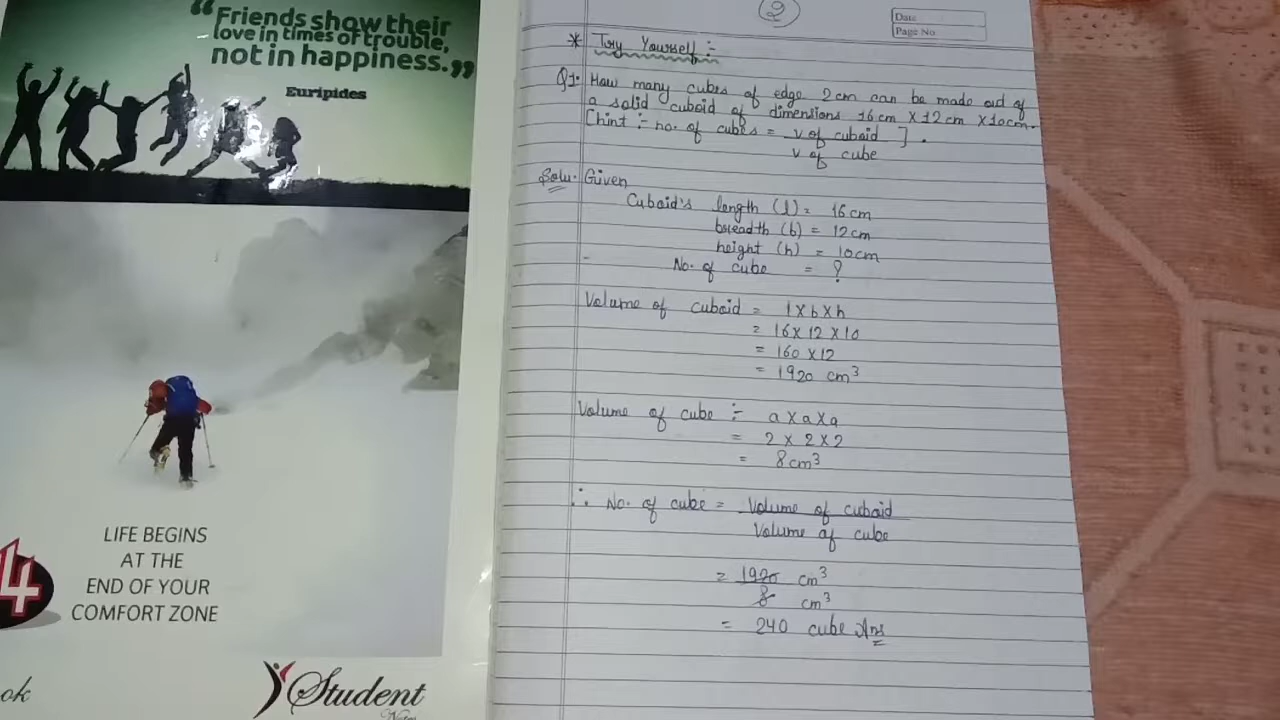 “Friends show their
love in times of trouble,
not in happiness.”
Euripides
LIFE BEGINS
AT THE
END OF YOUR
COMFORT ZONE
4
ok
Student
Notes
2
Date
Page No
* Try Yourself :-
Q1. How many cubes of edge 2cm can be made out of
a solid cuboid of dimensions 16cm X 12cm X 10cm.
[hint :- no. of cubes = v of cuboid ] .
v of cube
Solu. Given
Cuboid's length (l) = 16cm
breadth (b) = 12cm
height (h) = 10cm
No. of cube = ?
Volume of cuboid = l X b X h
= 16 X 12 X 10
= 160 X 12
= 1920 cm³
Volume of cube :- a X a X a
= 2 X 2 X 2
= 8cm³
∴ No. of cube = Volume of cuboid
Volume of cube
= 1920 cm³
8 cm³
= 240 cube Ans